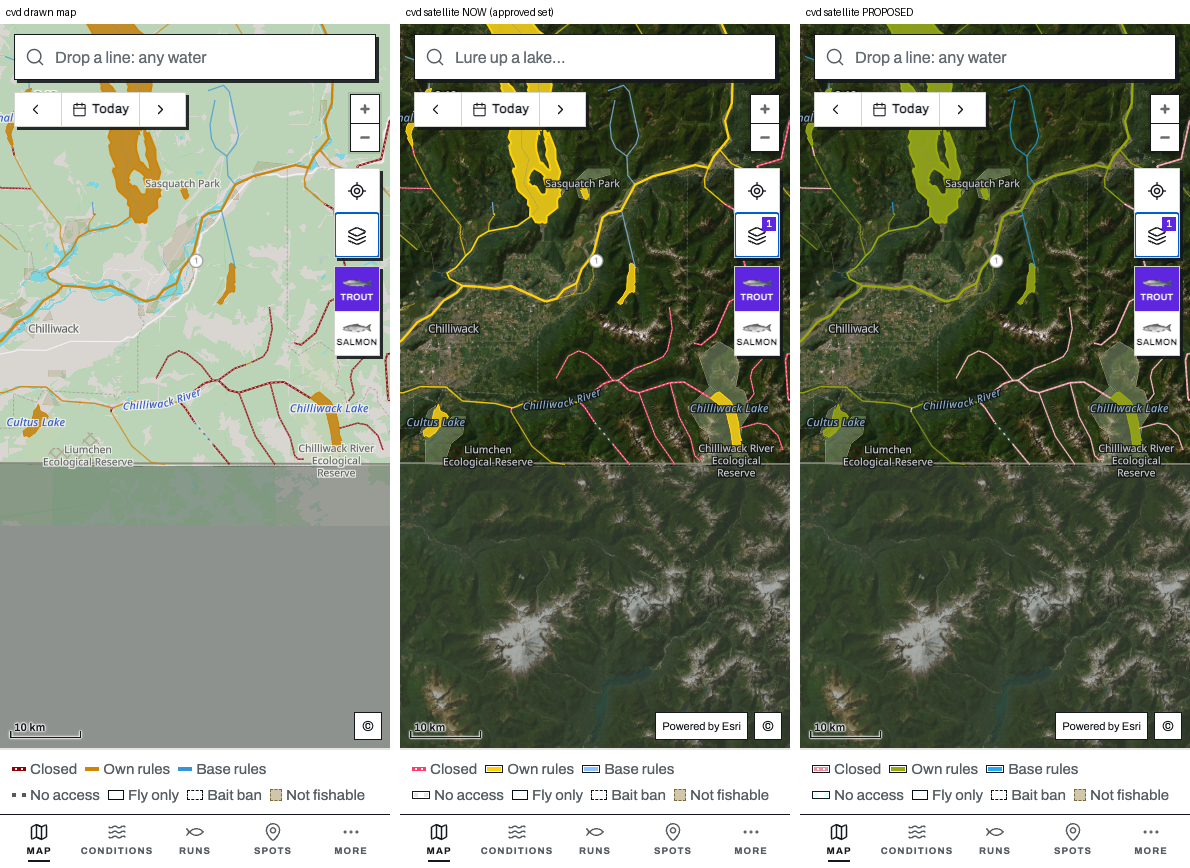 cvd drawn map
Drop a line: any water
Today
+
−
Sasquatch Park
1
TROUT
SALMON
Chilliwack
Chilliwack River
Chilliwack Lake
Cultus Lake
Liumchen
Ecological Reserve
Chilliwack River
Ecological
Reserve
10 km
©
Closed Own rules Base rules
No access Fly only Bait ban Not fishable
MAP CONDITIONS RUNS SPOTS MORE
cvd satellite NOW (approved set)
Lure up a lake...
Today
+
−
Sasquatch Park
1
1
TROUT
SALMON
Chilliwack
Chilliwack River
Chilliwack Lake
Cultus Lake
Liumchen
Ecological Reserve
Chilliwack River
Ecological
Reserve
10 km
Powered by Esri
©
Closed Own rules Base rules
No access Fly only Bait ban Not fishable
MAP CONDITIONS RUNS SPOTS MORE
cvd satellite PROPOSED
Drop a line: any water
Today
+
−
Sasquatch Park
1
1
TROUT
SALMON
Chilliwack
Chilliwack River
Chilliwack Lake
Cultus Lake
Liumchen
Ecological Reserve
Chilliwack River
Ecological
Reserve
10 km
Powered by Esri
©
Closed Own rules Base rules
No access Fly only Bait ban Not fishable
MAP CONDITIONS RUNS SPOTS MORE